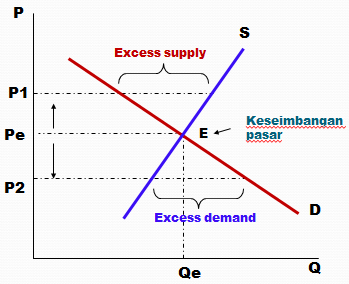 P
S
Excess supply
P1
Keseimbangan
pasar
Pe
E
P2
Excess demand
D
Qe
Q